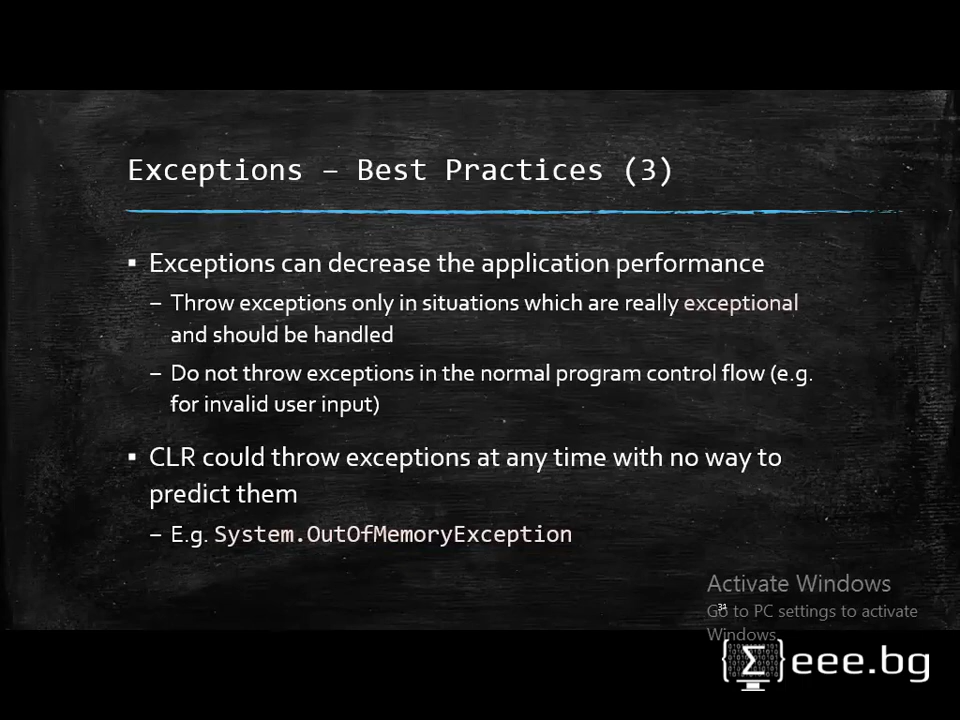 Exceptions – Best Practices (3)
▪ Exceptions can decrease the application performance
– Throw exceptions only in situations which are really exceptional
and should be handled
– Do not throw exceptions in the normal program control flow (e.g.
for invalid user input)
▪ CLR could throw exceptions at any time with no way to
predict them
– E.g. System.OutOfMemoryException
Activate Windows
Go to PC settings to activate
Windows.
31
{Σ}eee.bg